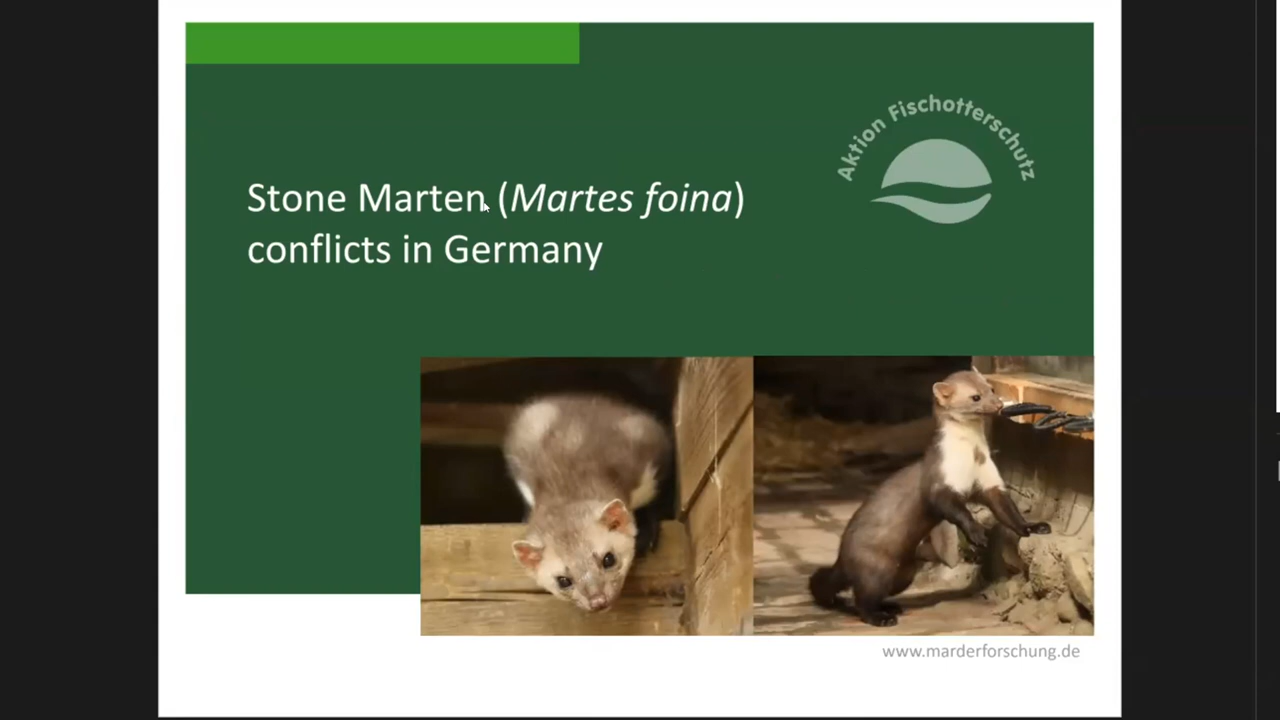 Aktion Fischotterschutz
Stone Marten (Martes foina)
conflicts in Germany
www.marderforschung.de